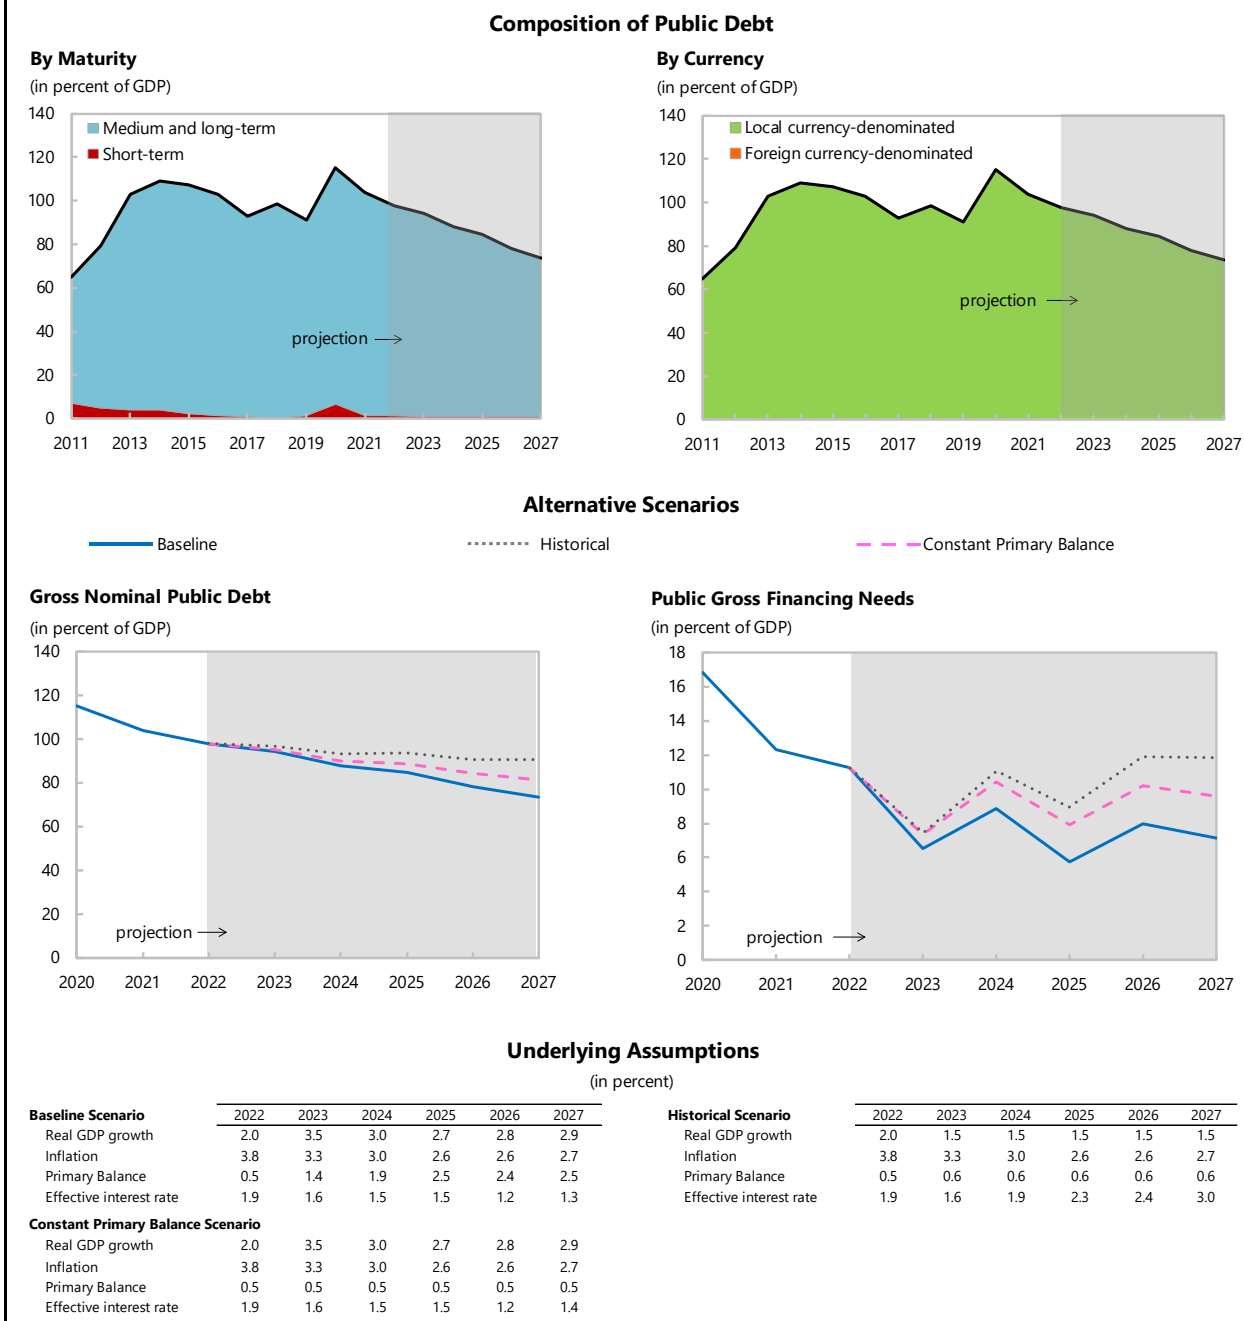 Composition of Public Debt
By Maturity
(in percent of GDP)
Medium and long-term
Short-term
140
120
100
80
60
40
20
0
projection
2011 2013 2015 2017 2019 2021 2023 2025 2027
By Currency
(in percent of GDP)
Local currency-denominated
Foreign currency-denominated
140
120
100
80
60
40
20
0
projection
2011 2013 2015 2017 2019 2021 2023 2025 2027
Alternative Scenarios
Baseline Historical Constant Primary Balance
Gross Nominal Public Debt
(in percent of GDP)
140
120
100
80
60
40
20
0
projection
2020 2021 2022 2023 2024 2025 2026 2027
Public Gross Financing Needs
(in percent of GDP)
18
16
14
12
10
8
6
4
2
0
projection
2020 2021 2022 2023 2024 2025 2026 2027
Underlying Assumptions
(in percent)
Baseline Scenario 2022 2023 2024 2025 2026 2027
Real GDP growth 2.0 3.5 3.0 2.7 2.8 2.9
Inflation 3.8 3.3 3.0 2.6 2.6 2.7
Primary Balance 0.5 1.4 1.9 2.5 2.4 2.5
Effective interest rate 1.9 1.6 1.5 1.5 1.2 1.3
Constant Primary Balance Scenario
Real GDP growth 2.0 3.5 3.0 2.7 2.8 2.9
Inflation 3.8 3.3 3.0 2.6 2.6 2.7
Primary Balance 0.5 0.5 0.5 0.5 0.5 0.5
Effective interest rate 1.9 1.6 1.5 1.5 1.2 1.4
Historical Scenario 2022 2023 2024 2025 2026 2027
Real GDP growth 2.0 1.5 1.5 1.5 1.5 1.5
Inflation 3.8 3.3 3.0 2.6 2.6 2.7
Primary Balance 0.5 0.6 0.6 0.6 0.6 0.6
Effective interest rate 1.9 1.6 1.9 2.3 2.4 3.0